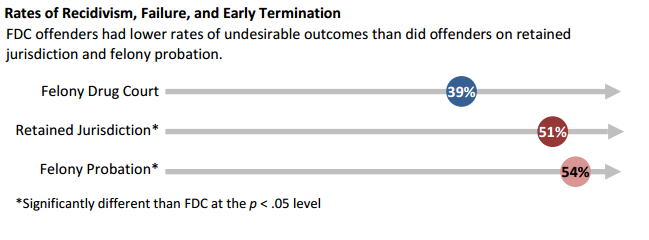 Rates of Recidivism, Failure, and Early Termination
FDC offenders had lower rates of undesirable outcomes than did offenders on retained
jurisdiction and felony probation.
Felony Drug Court 39%
Retained Jurisdiction* 51%
Felony Probation* 54%
*Significantly different than FDC at the p < .05 level